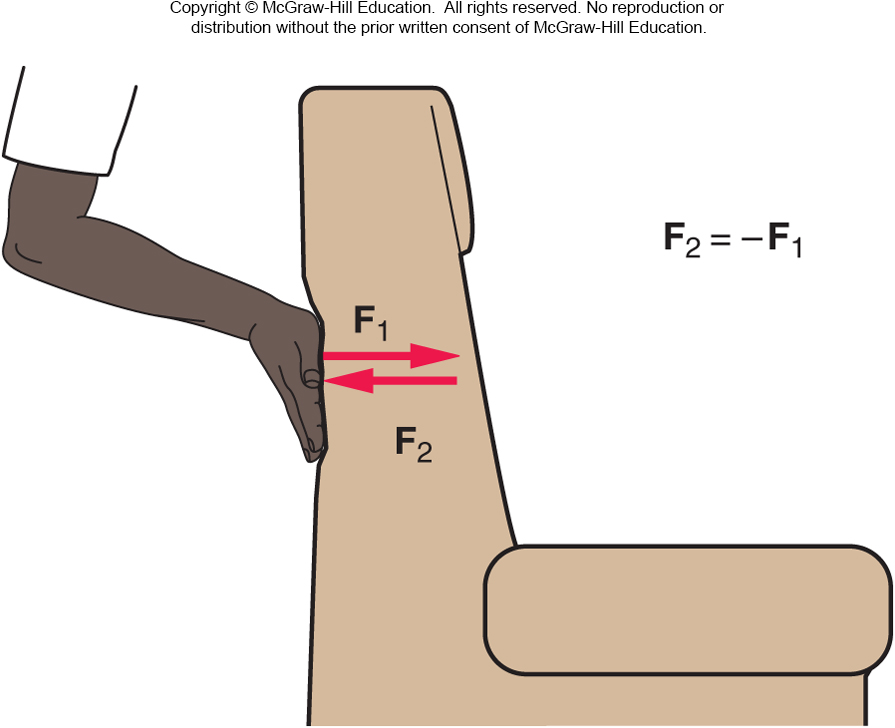 Copyright © McGraw-Hill Education.  All rights reserved. No reproduction or
distribution without the prior written consent of McGraw-Hill Education.
F₂ = −F₁
F₁
F₂